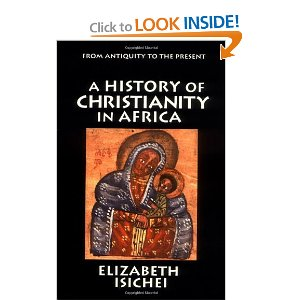 Click to LOOK INSIDE!
FROM ANTIQUITY TO THE PRESENT
A HISTORY OF
CHRISTIANITY
IN AFRICA
ELIZABETH
ISICHEI